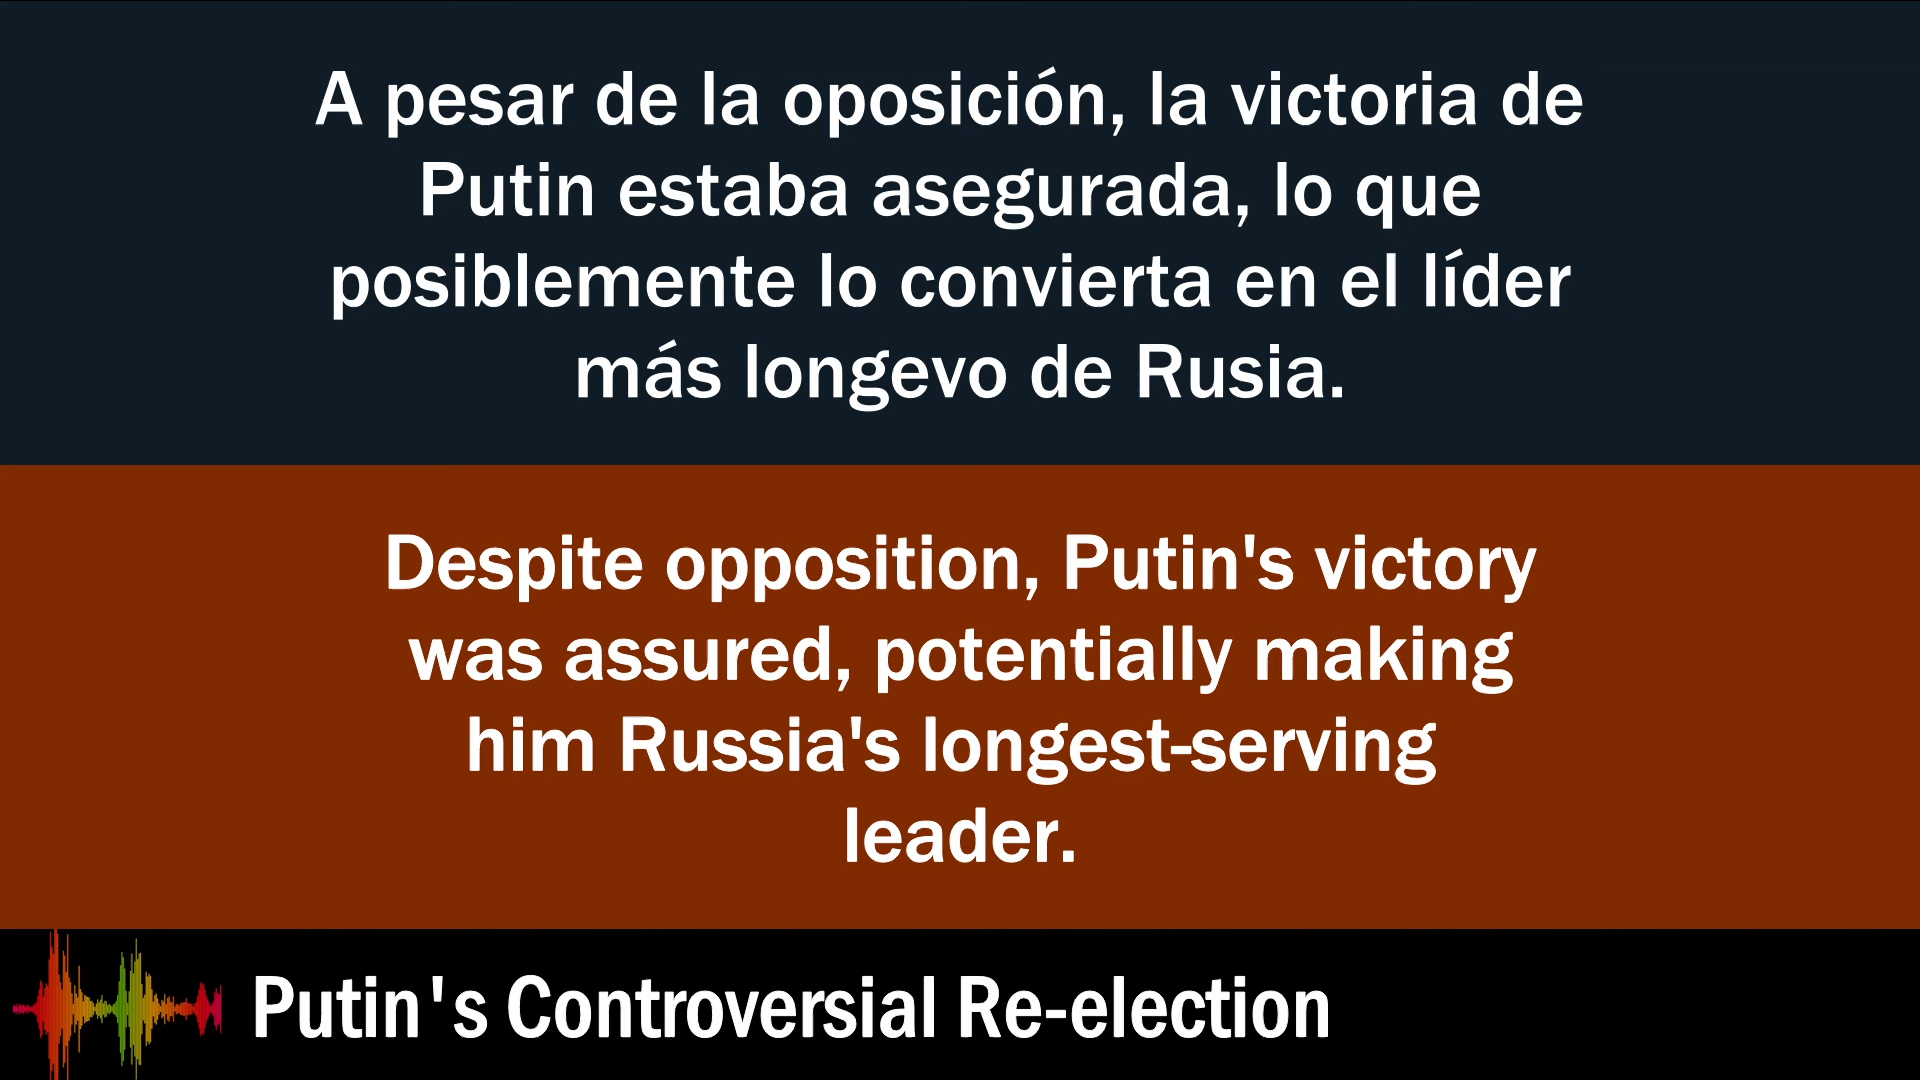 A pesar de la oposición, la victoria de
Putin estaba asegurada, lo que
posiblemente lo convierta en el líder
más longevo de Rusia.
Despite opposition, Putin's victory
was assured, potentially making
him Russia's longest-serving
leader.
Putin's Controversial Re-election